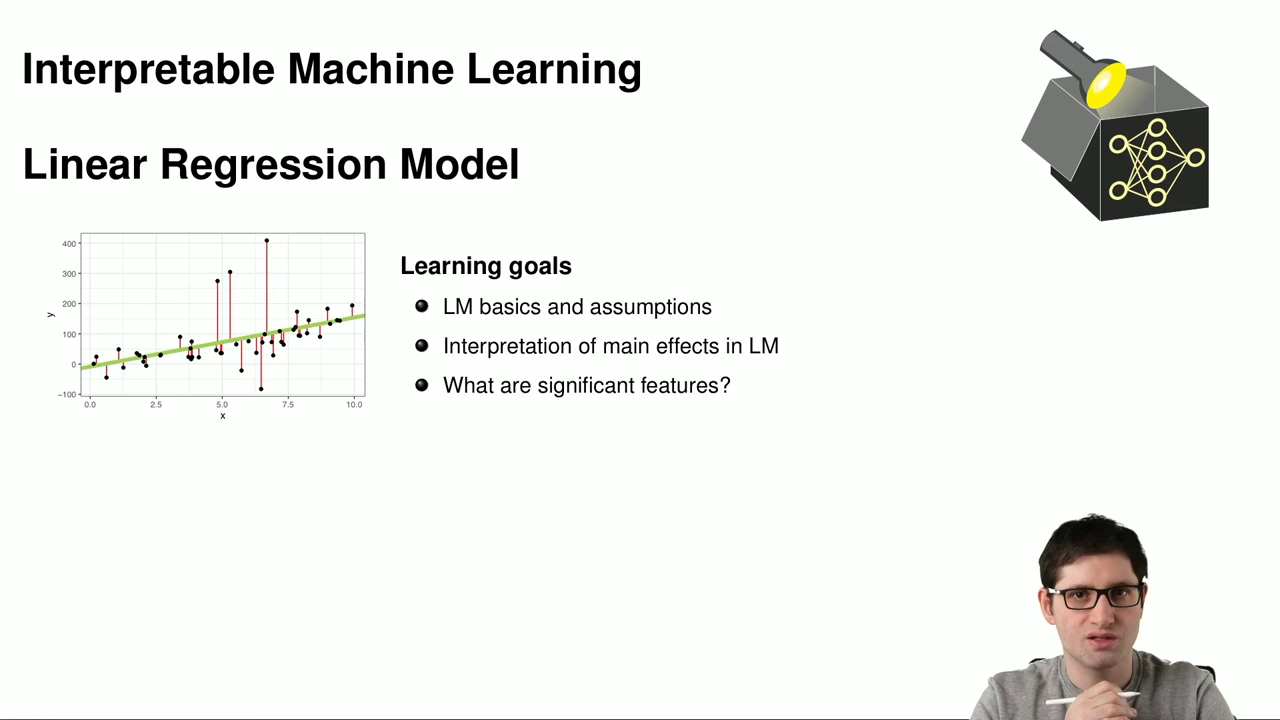 Interpretable Machine Learning
Linear Regression Model
400
300
200
100
0
−100
y
0.0 2.5 5.0 7.5 10.0
x
Learning goals
LM basics and assumptions
Interpretation of main effects in LM
What are significant features?